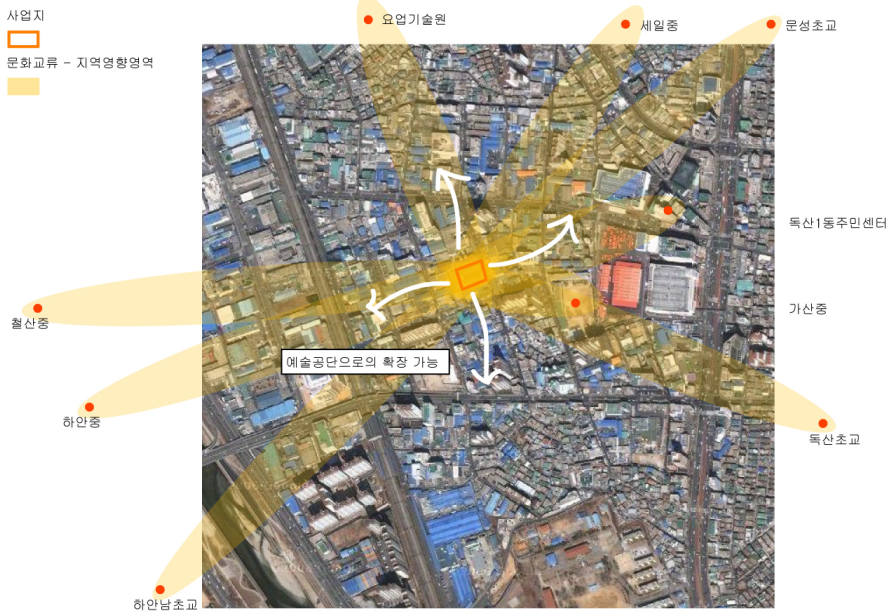 사업지
문화교류 - 지역영향영역
요업기술원
세일중
문성초교
독산1동주민센터
가산중
철산중
예술공단으로의 확장 가능
하안중
독산초교
하안남초교